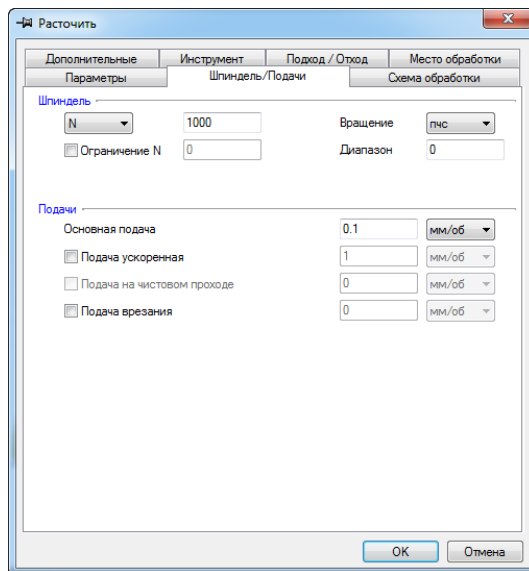 Расточить
Дополнительные Инструмент Подход / Отход Место обработки
Параметры Шпиндель/Подачи Схема обработки
Шпиндель
N 1000 Вращение пчс
Ограничение N 0 Диапазон 0
Подачи
Основная подача 0.1 мм/об
Подача ускоренная 1 мм/об
Подача на чистовом проходе 0 мм/об
Подача врезания 0 мм/об
OK Отмена